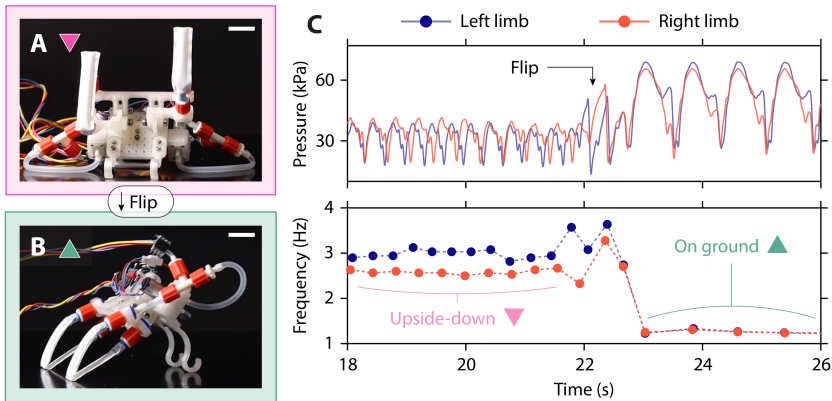 A
Flip
B
C
Left limb
Right limb
Pressure (kPa)
60
30
Flip
Frequency (Hz)
4
3
2
1
Upside-down
On ground
18
20
22
24
26
Time (s)